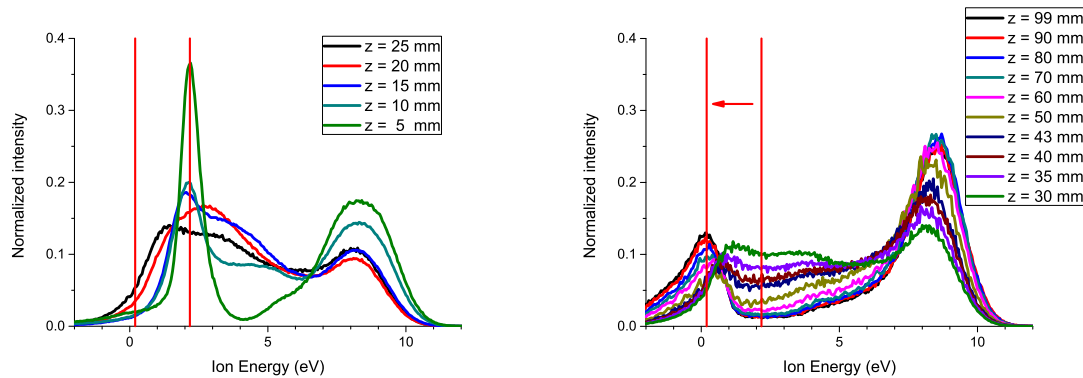 0.4
0.3
0.2
0.1
0.0
0
5
10
Normalized intensity
Ion Energy (eV)
z = 25 mm
z = 20 mm
z = 15 mm
z = 10 mm
z = 5 mm
0.4
0.3
0.2
0.1
0.0
0
5
10
Normalized intensity
Ion Energy (eV)
z = 99 mm
z = 90 mm
z = 80 mm
z = 70 mm
z = 60 mm
z = 50 mm
z = 43 mm
z = 40 mm
z = 35 mm
z = 30 mm